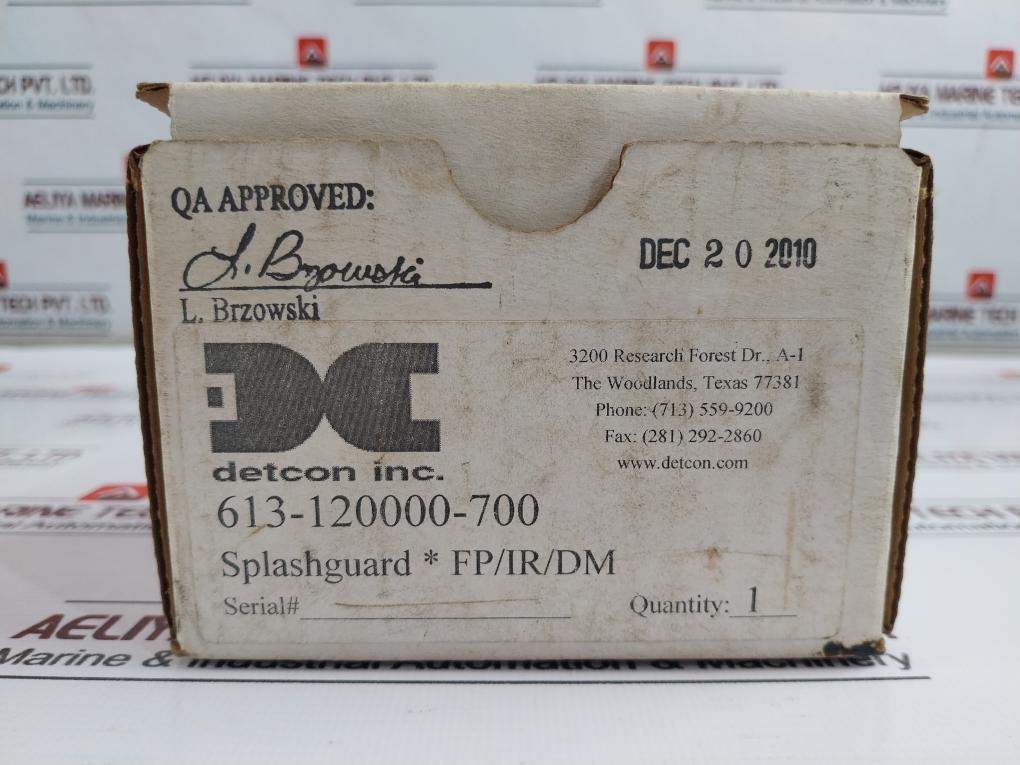 QA APPROVED:
L. Brzowski
DEC 20 2010
L. Brzowski
detcon inc.
3200 Research Forest Dr., A-1
The Woodlands, Texas 77381
Phone: (713) 559-9200
Fax: (281) 292-2860
www.detcon.com
613-120000-700
Splashguard * FP/IR/DM
Serial#
Quantity: 1
AELIYA
Marine & Industrial Automation & Machinery